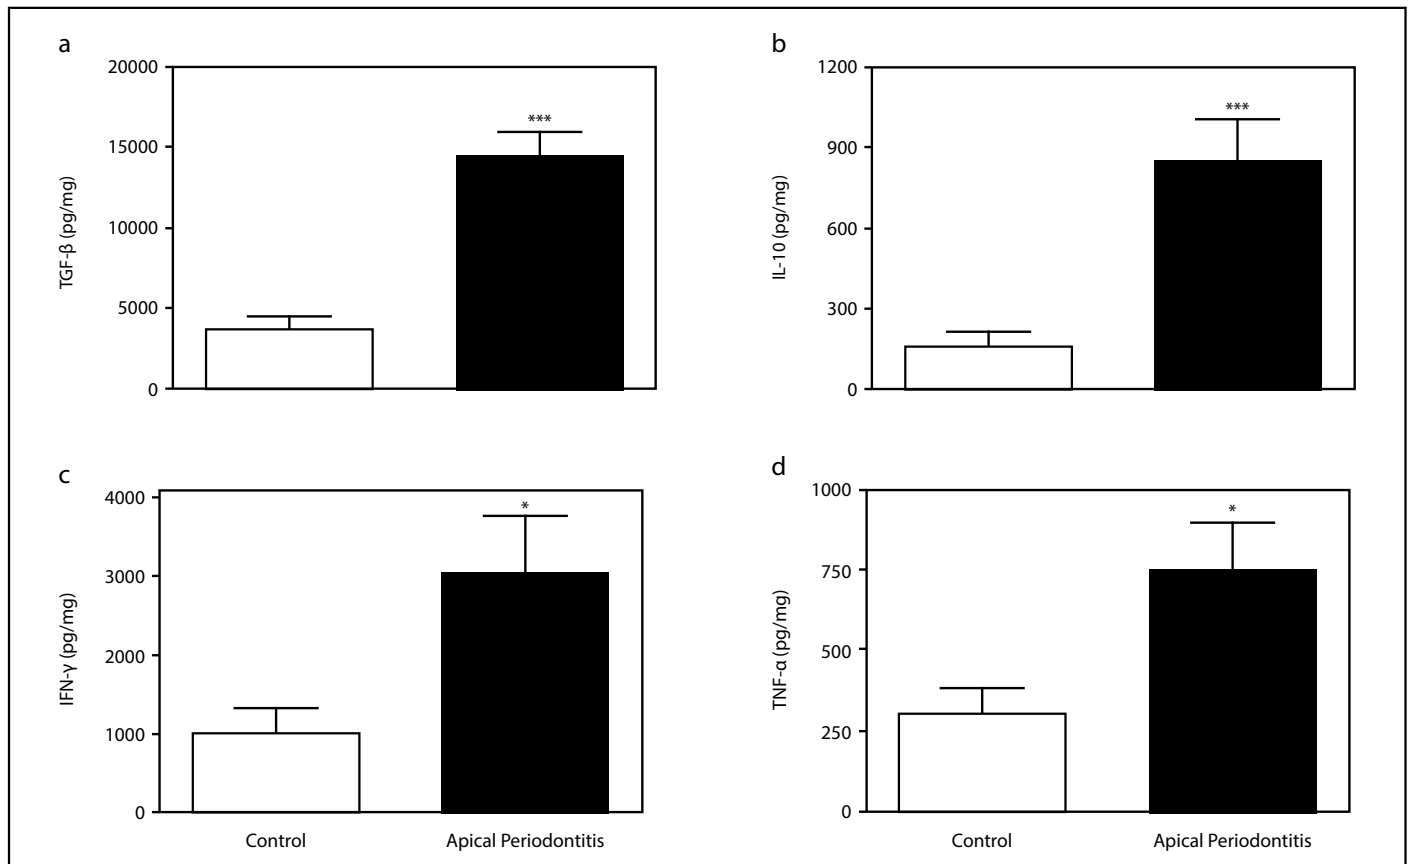 a
20000
15000
10000
5000
0
TGF-β (pg/mg)
***
b
1200
900
600
300
0
IL-10 (pg/mg)
***
c
4000
3000
2000
1000
0
IFN-γ (pg/mg)
*
Control
Apical Periodontitis
d
1000
750
500
250
0
TNF-α (pg/mg)
*
Control
Apical Periodontitis